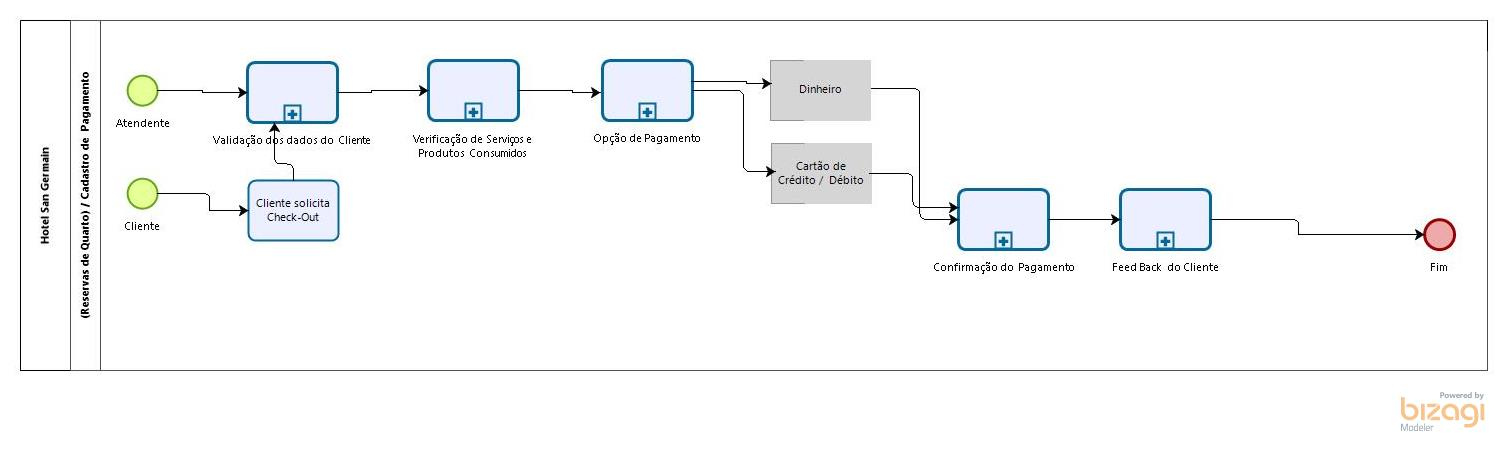 Hotel San Germain
(Reservas de Quarto) / Cadastro de Pagamento
Atendente
Validação dos dados do Cliente
Verificação de Serviços e
Produtos Consumidos
Opção de Pagamento
Dinheiro
Cartão de
Crédito / Débito
Cliente
Cliente solicita
Check-Out
Confirmação do Pagamento
Feed Back do Cliente
Fim
Powered by
bizagi
Modeler